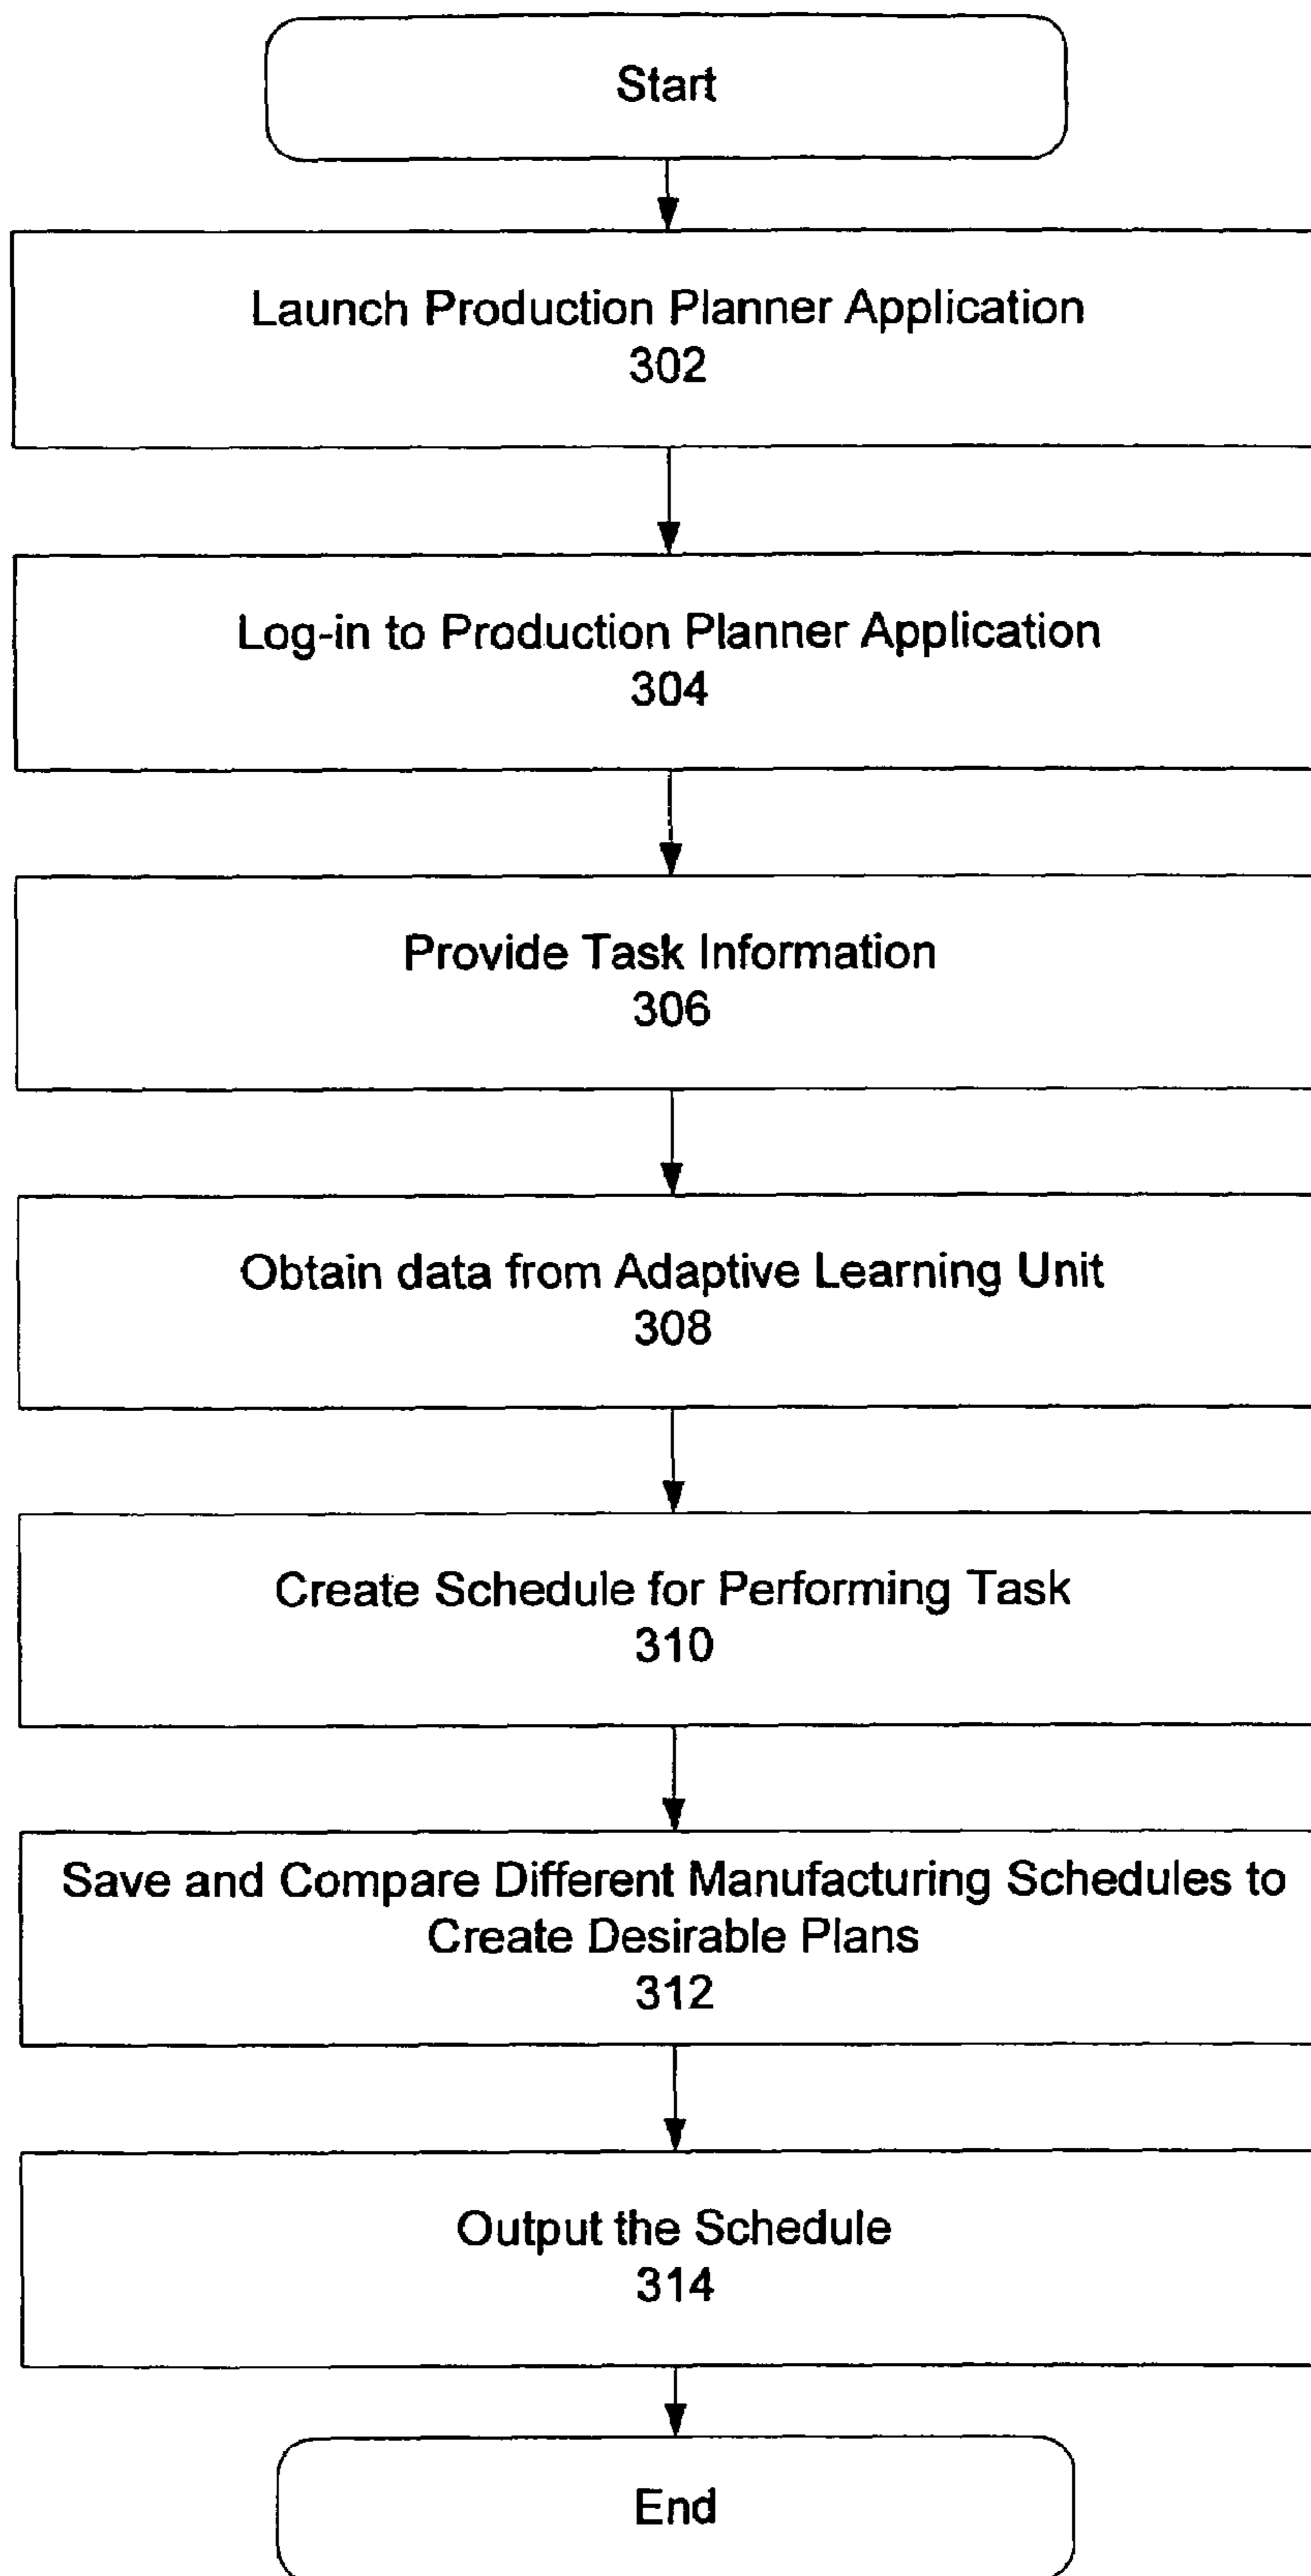 Start
Launch Production Planner Application
302
Log-in to Production Planner Application
304
Provide Task Information
306
Obtain data from Adaptive Learning Unit
308
Create Schedule for Performing Task
310
Save and Compare Different Manufacturing Schedules to
Create Desirable Plans
312
Output the Schedule
314
End